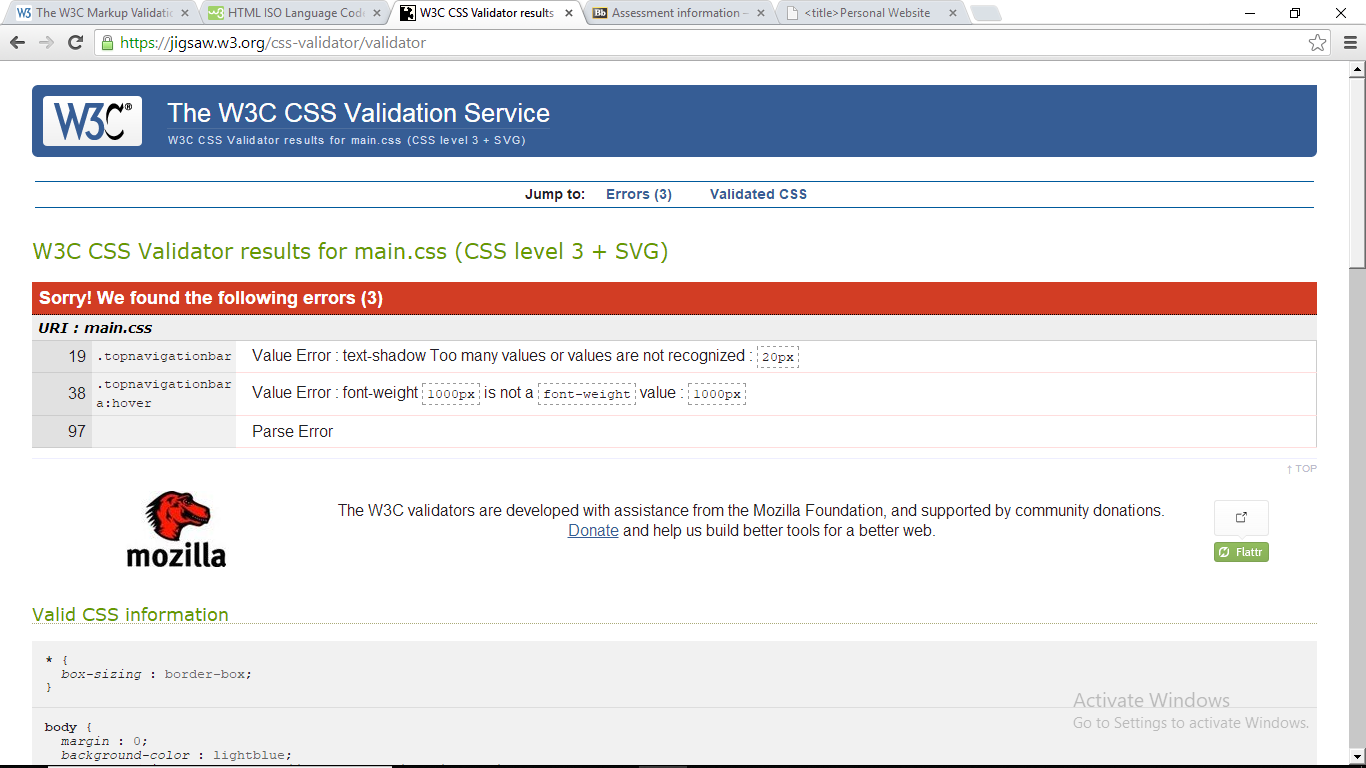 The W3C Markup Validatio
HTML ISO Language Code
W3C CSS Validator results
Assessment information –
<title>Personal Website
https://jigsaw.w3.org/css-validator/validator
W3C®
The W3C CSS Validation Service
W3C CSS Validator results for main.css (CSS level 3 + SVG)
Jump to: Errors (3) Validated CSS
W3C CSS Validator results for main.css (CSS level 3 + SVG)
Sorry! We found the following errors (3)
URI : main.css
19 .topnavigationbar Value Error : text-shadow Too many values or values are not recognized : 20px
38 .topnavigationbar a:hover Value Error : font-weight 1000px is not a font-weight value : 1000px
97 Parse Error
↑ TOP
mozilla
The W3C validators are developed with assistance from the Mozilla Foundation, and supported by community donations.
Donate and help us build better tools for a better web.
Flattr
Valid CSS information
* {
box-sizing : border-box;
}
body {
margin : 0;
background-color : lightblue;
Activate Windows
Go to Settings to activate Windows.